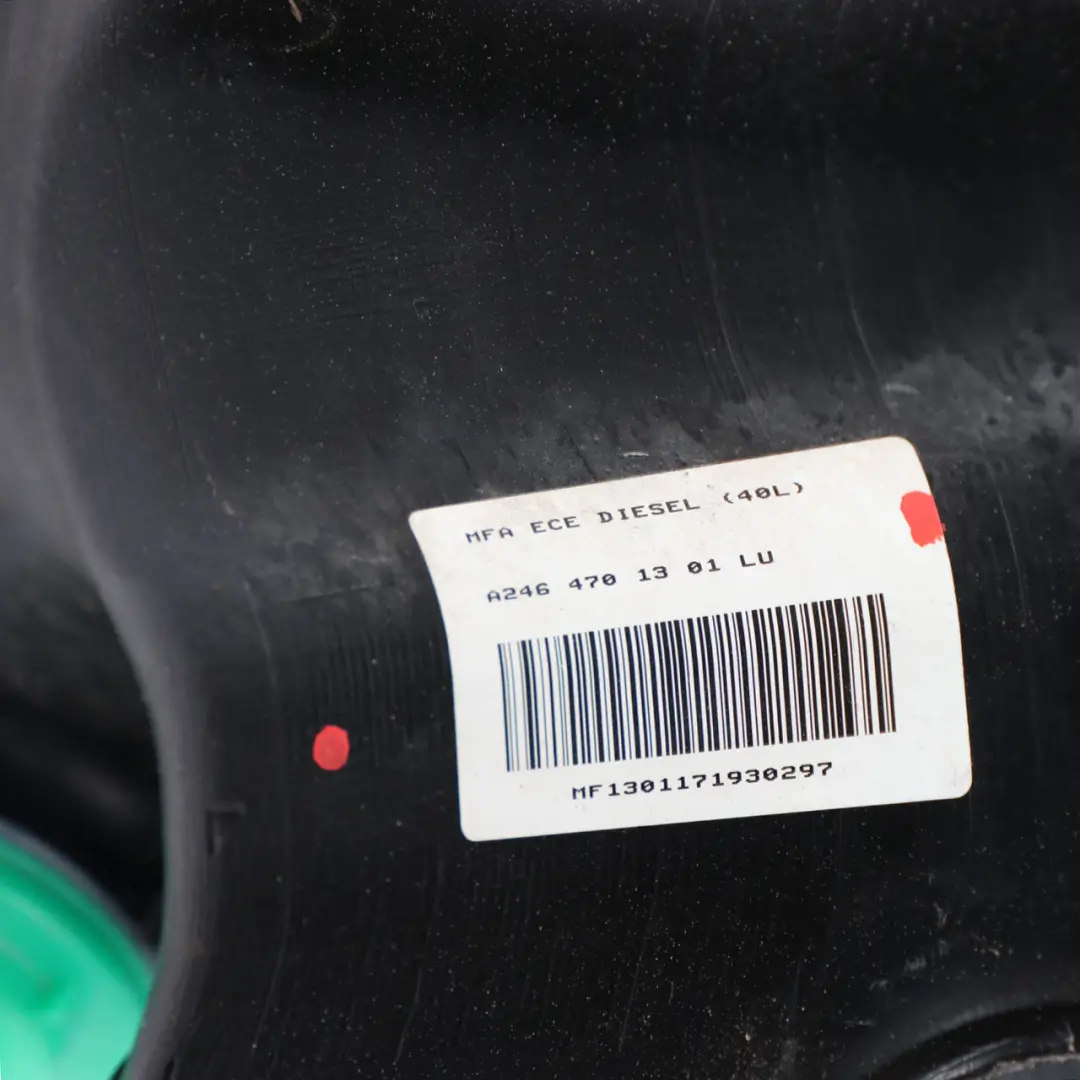 MFA ECE DIESEL (40L)
A246 470 13 01 LU
MF1301171930297